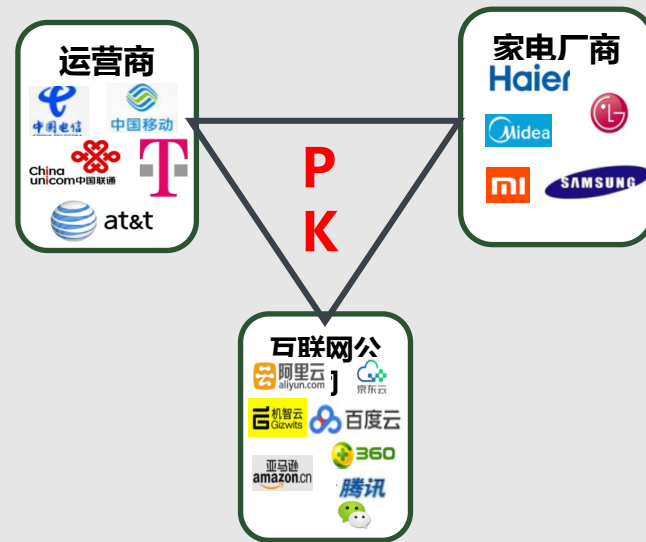 运营商
中国电信
中国移动
China
unicom中国联通
T
at&t
家电厂商
Haier
LG
Midea
mi
SAMSUNG
P
K
互联网公
司
阿里云
aliyun.com
京东云
机智云
Gizwits
百度云
360
亚马逊
amazon.cn
腾讯